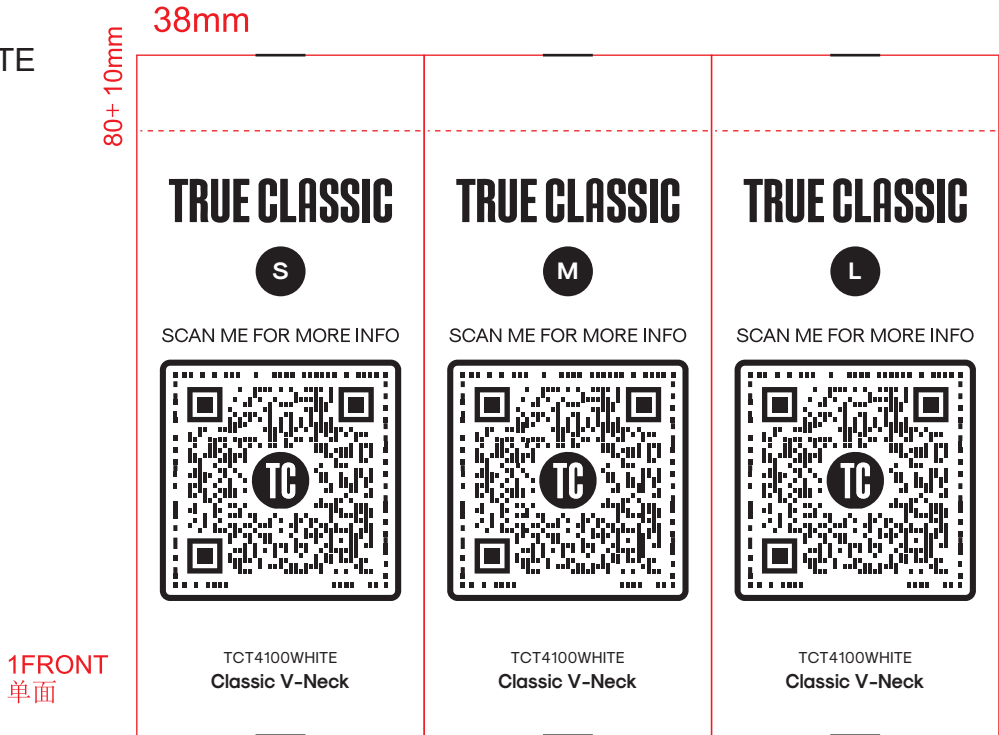 38mm
TE
80+ 10mm
TRUE CLASSIC TRUE CLASSIC TRUE CLASSIC
S M L
SCAN ME FOR MORE INFO SCAN ME FOR MORE INFO SCAN ME FOR MORE INFO
TC TC TC
1FRONT
单面
TCT4100WHITE TCT4100WHITE TCT4100WHITE
Classic V-Neck Classic V-Neck Classic V-Neck